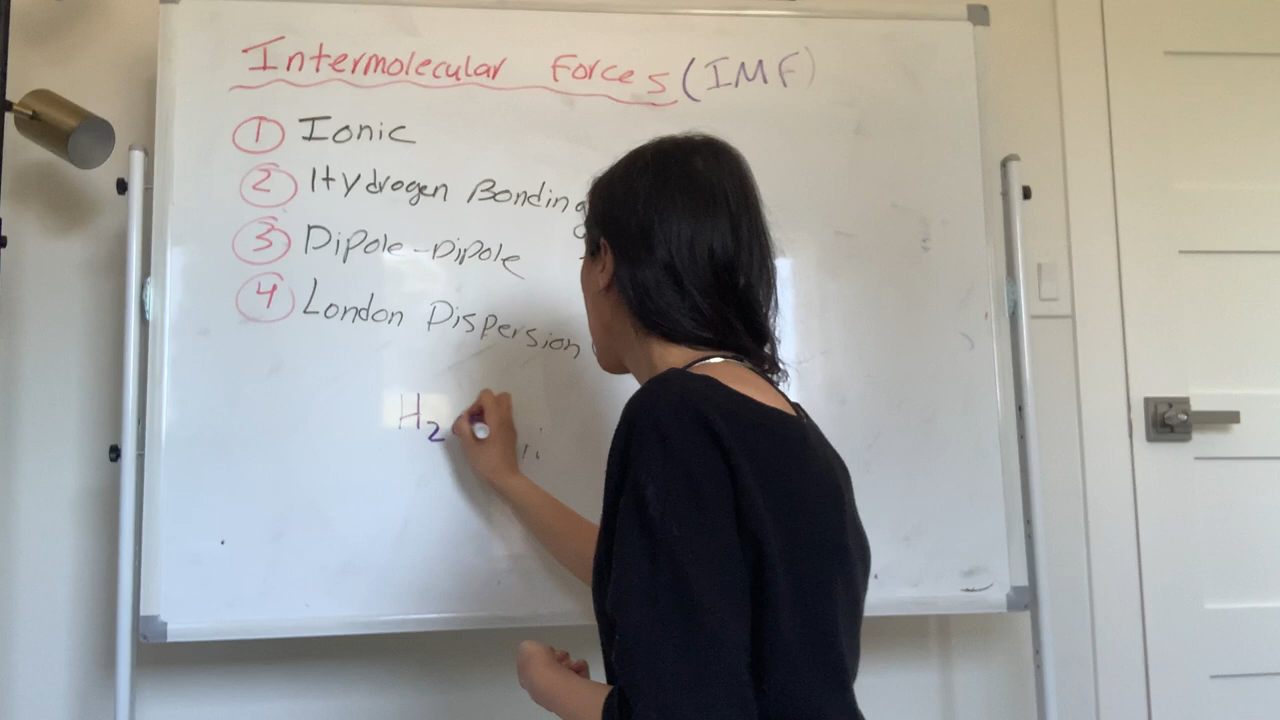 Intermolecular Forces (IMF)
1 Ionic
2 Hydrogen Bonding
3 Dipole-Dipole
4 London Dispersion
H2